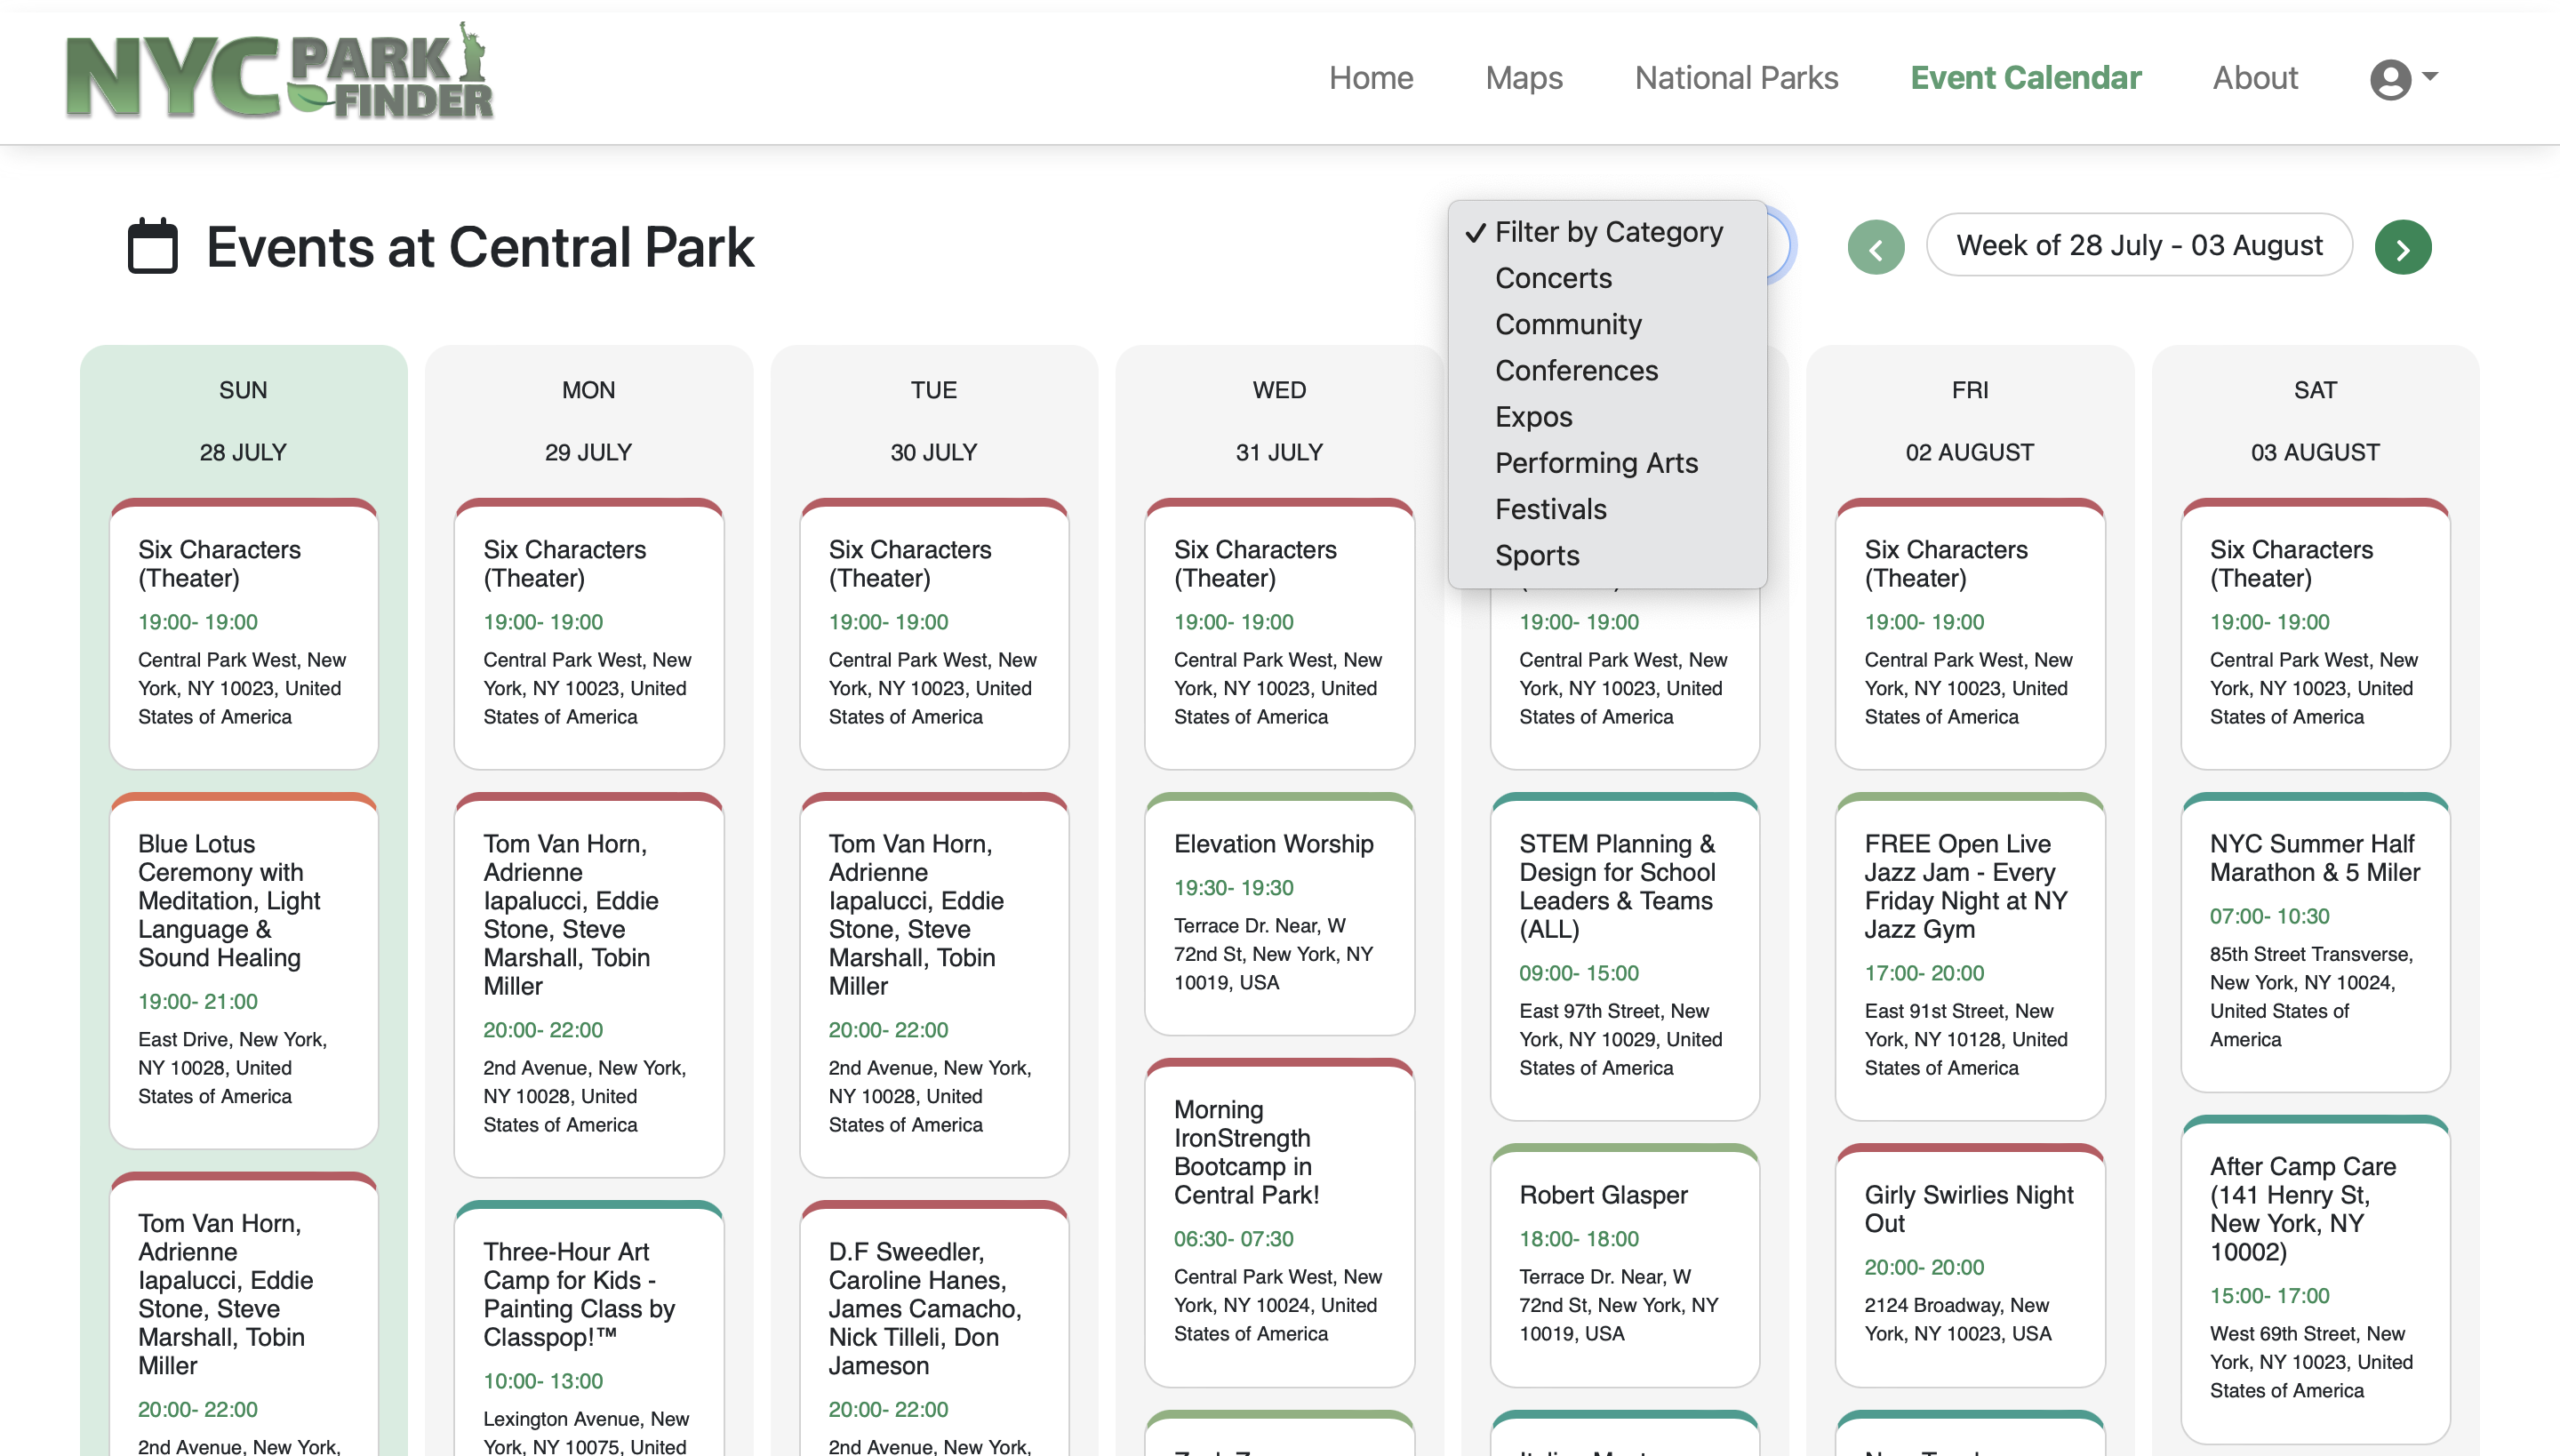 NYC PARK FINDER
Home
Maps
National Parks
Event Calendar
About
Events at Central Park
✓ Filter by Category
Concerts
Community
Conferences
Expos
Performing Arts
Festivals
Sports
Week of 28 July - 03 August
SUN
28 JULY
Six Characters
(Theater)
19:00- 19:00
Central Park West, New
York, NY 10023, United
States of America
Blue Lotus
Ceremony with
Meditation, Light
Language &
Sound Healing
19:00- 21:00
East Drive, New York,
NY 10028, United
States of America
Tom Van Horn,
Adrienne
Iapalucci, Eddie
Stone, Steve
Marshall, Tobin
Miller
20:00- 22:00
2nd Avenue, New York,
MON
29 JULY
Six Characters
(Theater)
19:00- 19:00
Central Park West, New
York, NY 10023, United
States of America
Tom Van Horn,
Adrienne
Iapalucci, Eddie
Stone, Steve
Marshall, Tobin
Miller
20:00- 22:00
2nd Avenue, New York,
NY 10028, United
States of America
Three-Hour Art
Camp for Kids -
Painting Class by
Classpop!™
10:00- 13:00
Lexington Avenue, New
York, NY 10075, United
TUE
30 JULY
Six Characters
(Theater)
19:00- 19:00
Central Park West, New
York, NY 10023, United
States of America
Tom Van Horn,
Adrienne
Iapalucci, Eddie
Stone, Steve
Marshall, Tobin
Miller
20:00- 22:00
2nd Avenue, New York,
NY 10028, United
States of America
D.F Sweedler,
Caroline Hanes,
James Camacho,
Nick Tilleli, Don
Jameson
20:00- 22:00
2nd Avenue, New York,
WED
31 JULY
Six Characters
(Theater)
19:00- 19:00
Central Park West, New
York, NY 10023, United
States of America
Elevation Worship
19:30- 19:30
Terrace Dr. Near, W
72nd St, New York, NY
10019, USA
Morning
IronStrength
Bootcamp in
Central Park!
06:30- 07:30
Central Park West, New
York, NY 10024, United
States of America
19:00- 19:00
Central Park West, New
York, NY 10023, United
States of America
STEM Planning &
Design for School
Leaders & Teams
(ALL)
09:00- 15:00
East 97th Street, New
York, NY 10029, United
States of America
Robert Glasper
18:00- 18:00
Terrace Dr. Near, W
72nd St, New York, NY
10019, USA
FRI
02 AUGUST
Six Characters
(Theater)
19:00- 19:00
Central Park West, New
York, NY 10023, United
States of America
FREE Open Live
Jazz Jam - Every
Friday Night at NY
Jazz Gym
17:00- 20:00
East 91st Street, New
York, NY 10128, United
States of America
Girly Swirlies Night
Out
20:00- 20:00
2124 Broadway, New
York, NY 10023, USA
SAT
03 AUGUST
Six Characters
(Theater)
19:00- 19:00
Central Park West, New
York, NY 10023, United
States of America
NYC Summer Half
Marathon & 5 Miler
07:00- 10:30
85th Street Transverse,
New York, NY 10024,
United States of
America
After Camp Care
(141 Henry St,
New York, NY
10002)
15:00- 17:00
West 69th Street, New
York, NY 10023, United
States of America